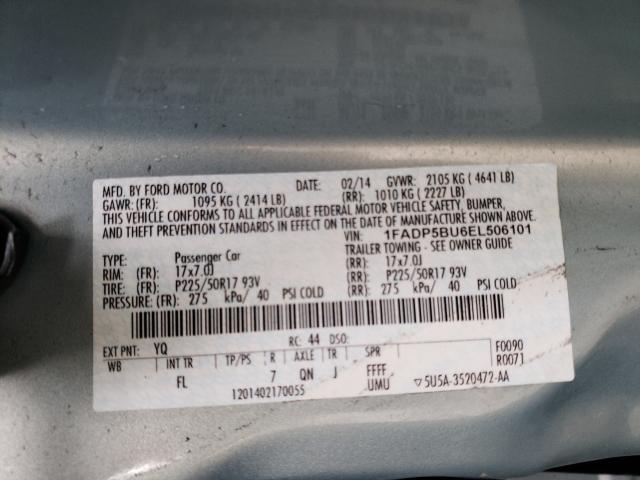 MFD. BY FORD MOTOR CO. DATE: 02/14 GVWR: 2105 KG ( 4641 LB)
GAWR: (FR): 1095 KG ( 2414 LB) (RR): 1010 KG ( 2227 LB)
THIS VEHICLE CONFORMS TO ALL APPLICABLE FEDERAL MOTOR VEHICLE SAFETY, BUMPER,
AND THEFT PREVENTION STANDARDS IN EFFECT ON THE DATE OF MANUFACTURE SHOWN ABOVE.
VIN: 1FADP5BU6EL506101
TYPE: Passenger Car TRAILER TOWING - SEE OWNER GUIDE
RIM: (FR): 17x7.0J (RR): 17x7.0J
TIRE: (FR): P225/50R17 93V (RR): P225/50R17 93V
PRESSURE: (FR): 275 kPa/ 40 PSI COLD (RR): 275 kPa/ 40 PSI COLD
EXT PNT: YQ RC: 44 DSO: F0090
WB INT TR TP/PS R AXLE TR SPR R0071
FL 7 QN J FFFF
1201402170055 UMU ▽5U5A-3520472-AA